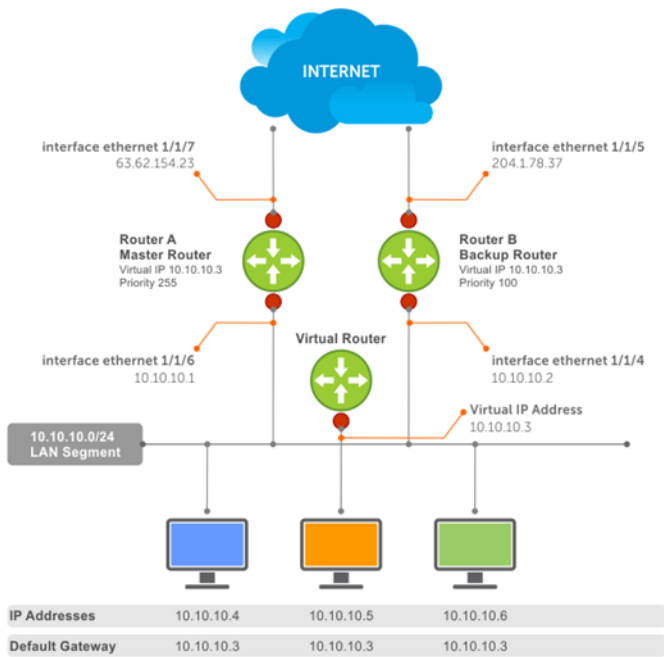 INTERNET
interface ethernet 1/1/7
63.62.154.23
interface ethernet 1/1/5
204.1.78.37
Router A
Master Router
Virtual IP 10.10.10.3
Priority 255
Router B
Backup Router
Virtual IP 10.10.10.3
Priority 100
Virtual Router
interface ethernet 1/1/6
10.10.10.1
interface ethernet 1/1/4
10.10.10.2
Virtual IP Address
10.10.10.3
10.10.10.0/24
LAN Segment
IP Addresses 10.10.10.4 10.10.10.5 10.10.10.6
Default Gateway 10.10.10.3 10.10.10.3 10.10.10.3